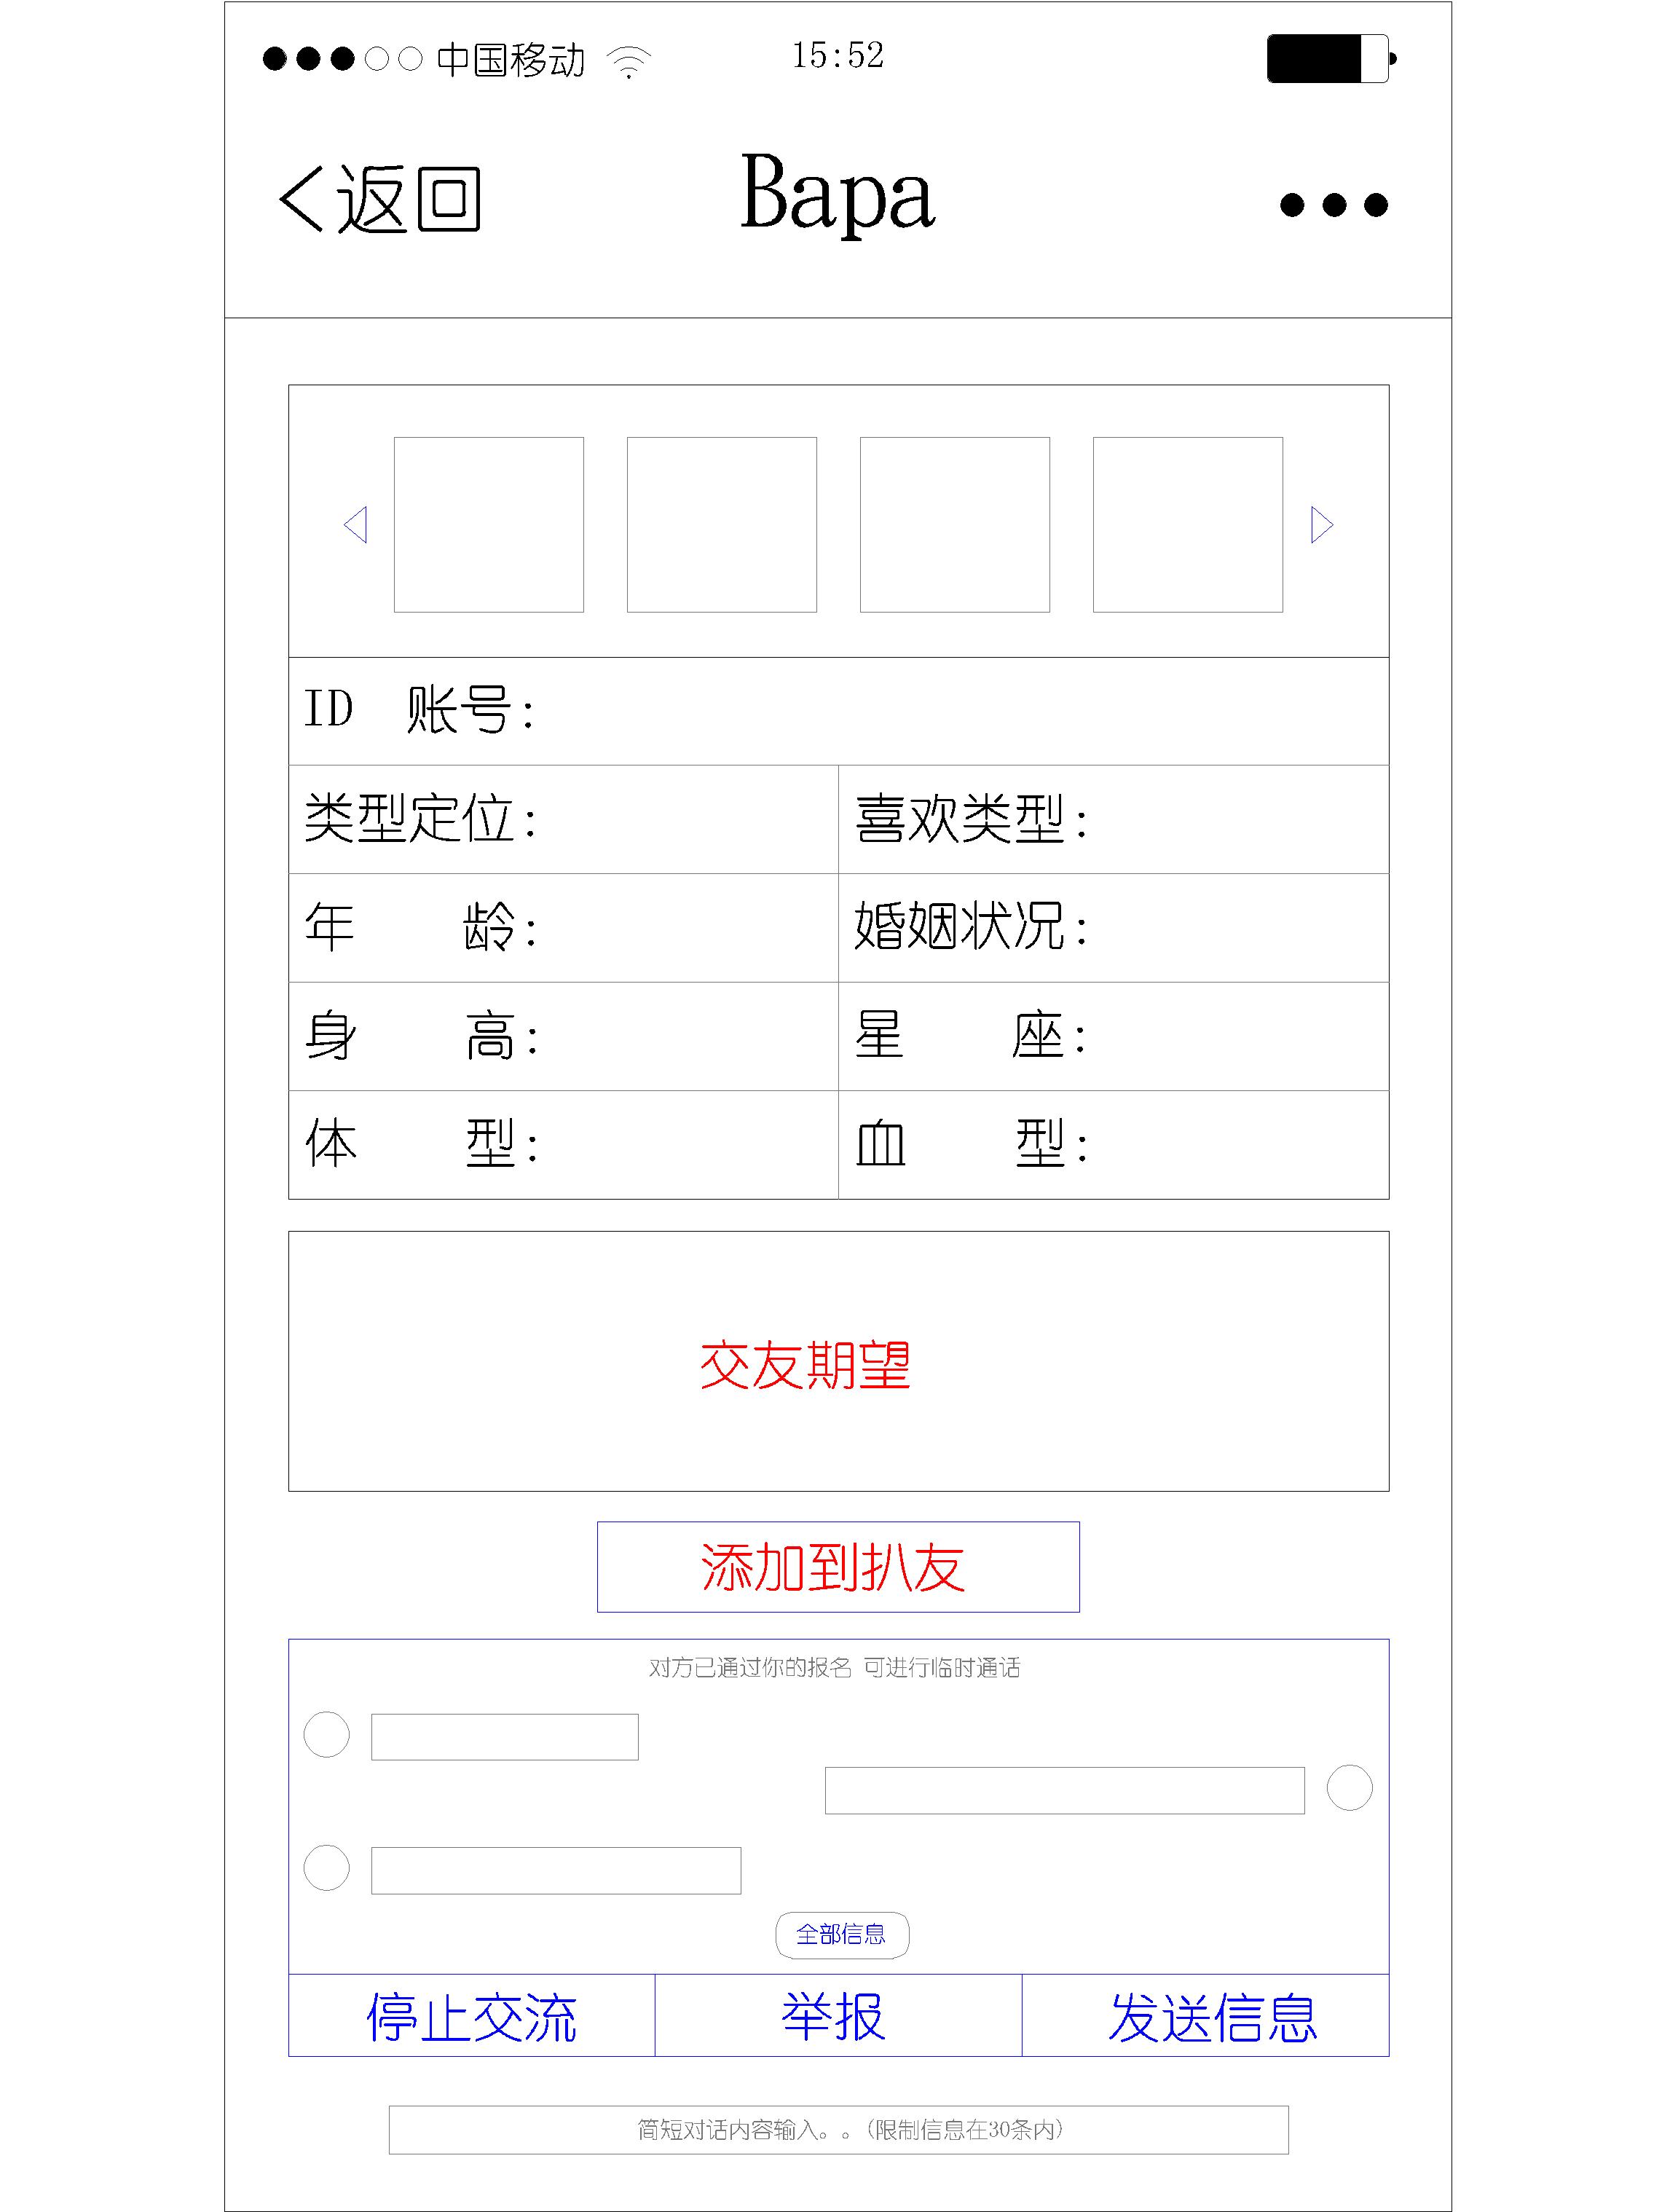 中国移动 15:52
<返回 Bapa
ID 账号:
类型定位: 喜欢类型:
年 龄: 婚姻状况:
身 高: 星 座:
体 型: 血 型:
交友期望
添加到扒友
对方已通过你的报名 可进行临时通话
全部信息
停止交流 举报 发送信息
简短对话内容输入。。(限制信息在30条内)